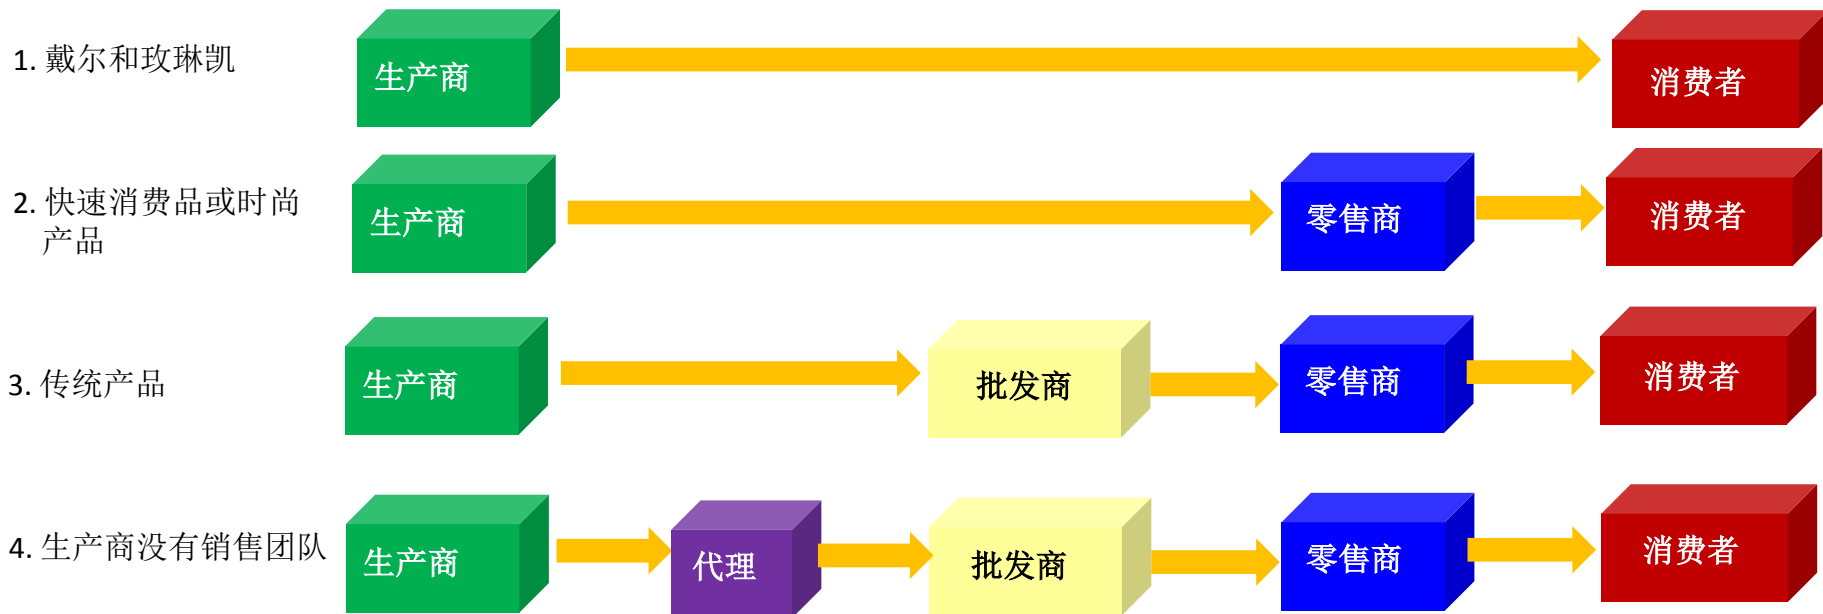 1. 戴尔和玫琳凯
生产商
消费者
2. 快速消费品或时尚
产品
生产商
零售商
消费者
3. 传统产品
生产商
批发商
零售商
消费者
4. 生产商没有销售团队
生产商
代理
批发商
零售商
消费者